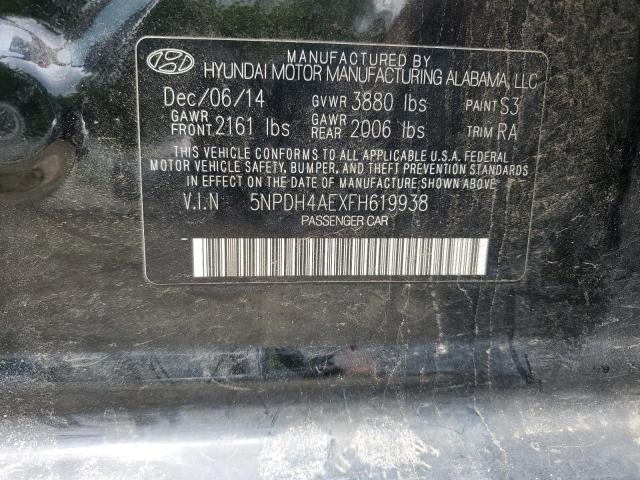 MANUFACTURED BY
HYUNDAI MOTOR MANUFACTURING ALABAMA, LLC
Dec/06/14 GVWR 3880 lbs PAINT S3
GAWR FRONT 2161 lbs GAWR REAR 2006 lbs TRIM RA
THIS VEHICLE CONFORMS TO ALL APPLICABLE U.S.A. FEDERAL
MOTOR VEHICLE SAFETY, BUMPER, AND THEFT PREVENTION STANDARDS
IN EFFECT ON THE DATE OF MANUFACTURE SHOWN ABOVE.
V.I.N 5NPDH4AEXFH619938
PASSENGER CAR